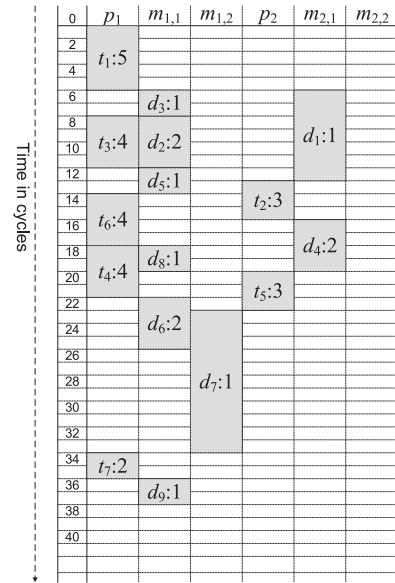 0 p1 m1,1 m1,2 p2 m2,1 m2,2
2
t1:5
4
6
d3:1
8
d1:1
t3:4 d2:2
10
12
d5:1
14
t2:3
t6:4
16
18
d4:2
d8:1
20
t4:4
t5:3
22
24
d6:2
26
28
d7:1
30
32
34
t7:2
36
d9:1
38
40
Time in cycles